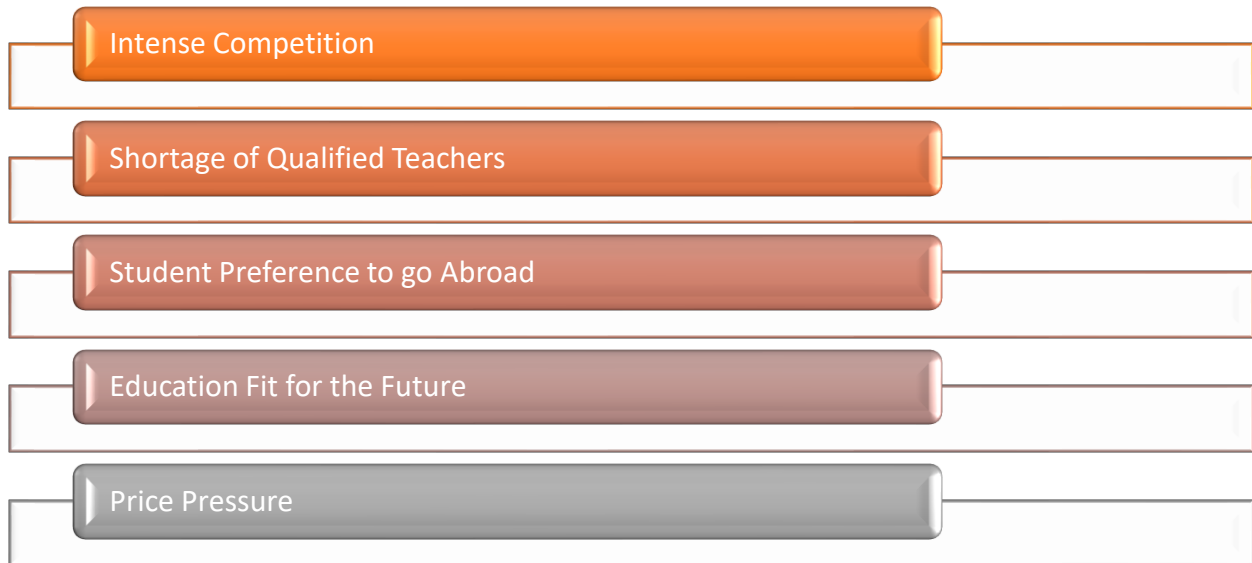 Intense Competition
Shortage of Qualified Teachers
Student Preference to go Abroad
Education Fit for the Future
Price Pressure